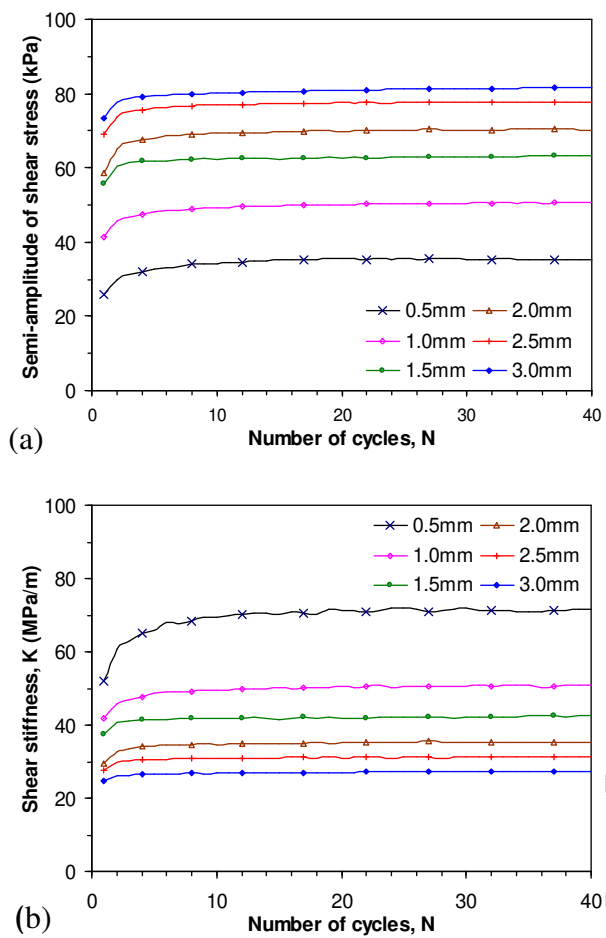 100
80
60
40
20
0
0 10 20 30 40
Semi-amplitude of shear stress (kPa)
0.5mm 2.0mm
1.0mm 2.5mm
1.5mm 3.0mm
Number of cycles, N
(a)
100
80
60
40
20
0
0 10 20 30 40
Shear stiffness, K (MPa/m)
0.5mm 2.0mm
1.0mm 2.5mm
1.5mm 3.0mm
Number of cycles, N
(b)